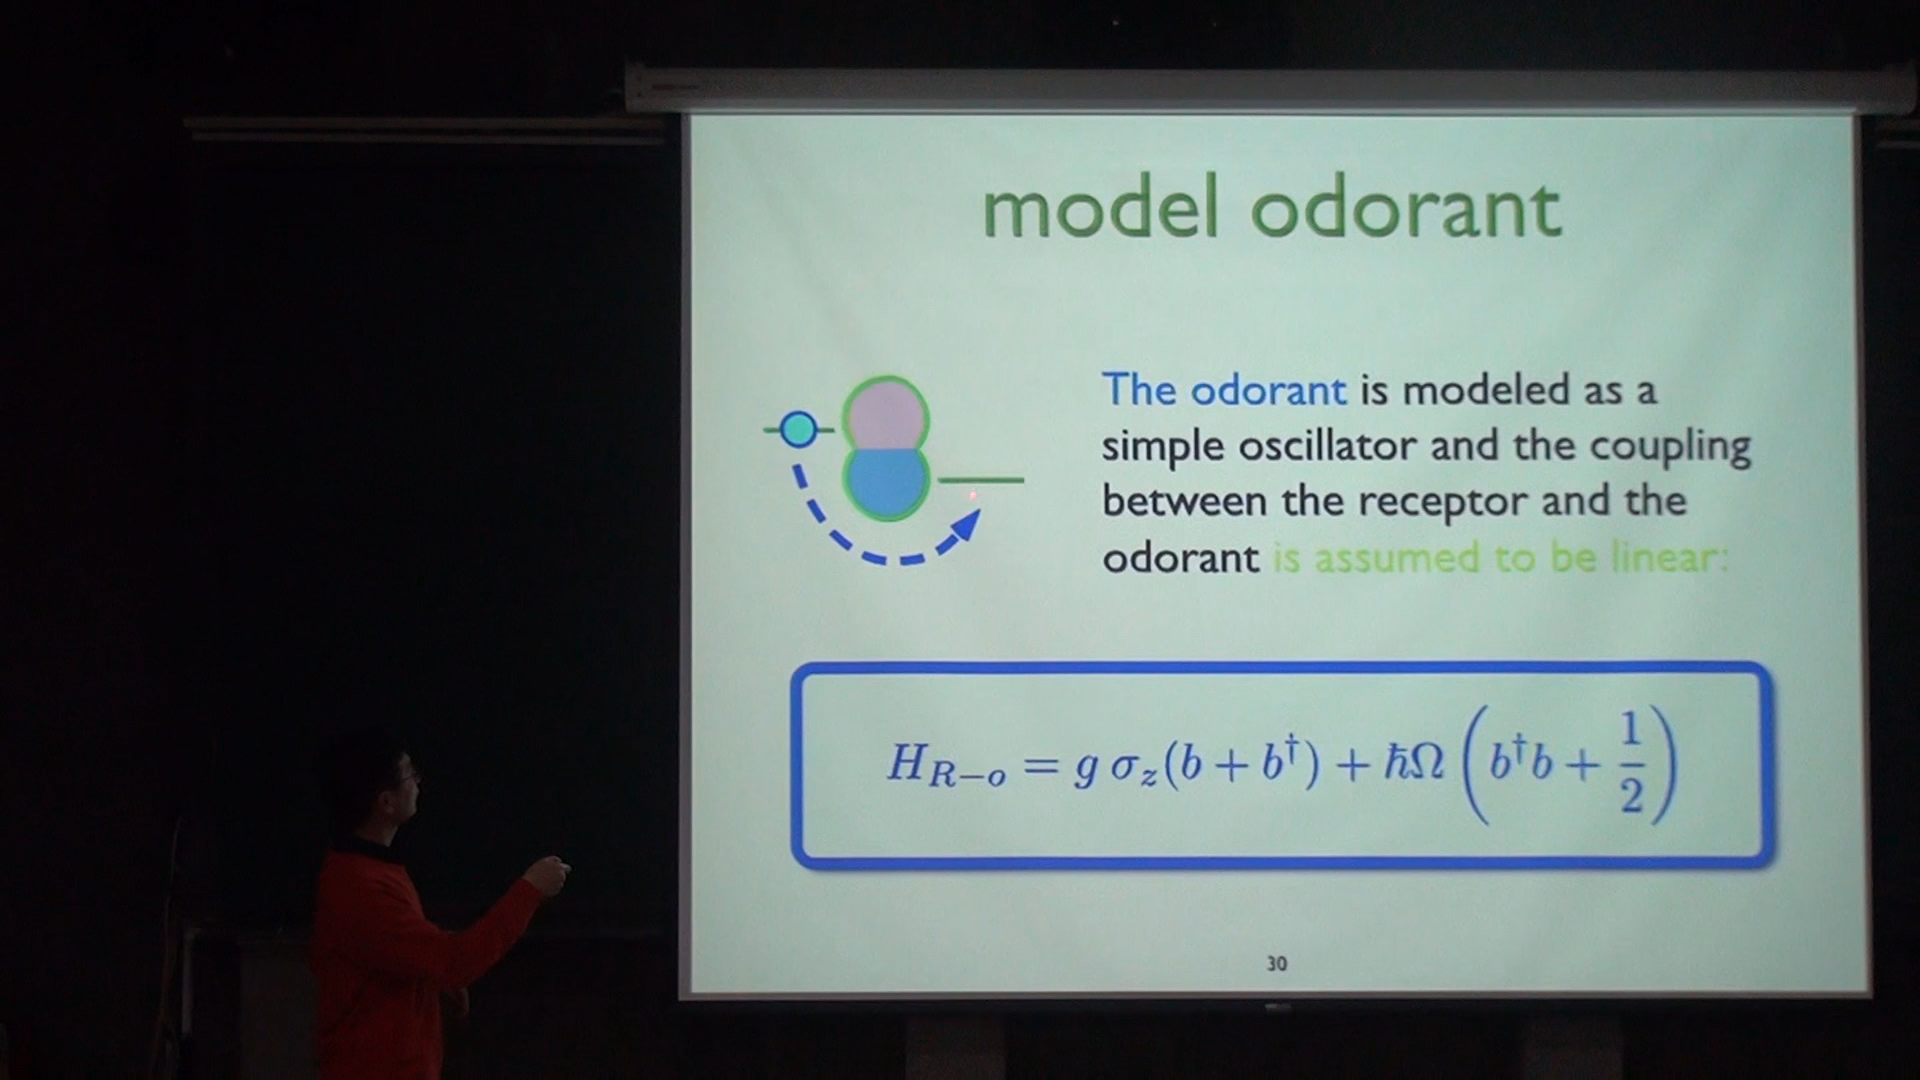 model odorant
The odorant is modeled as a
simple oscillator and the coupling
between the receptor and the
odorant is assumed to be linear:
H_{R-o} = g σ_z(b + b†) + ħΩ (b†b + 1/2)
30